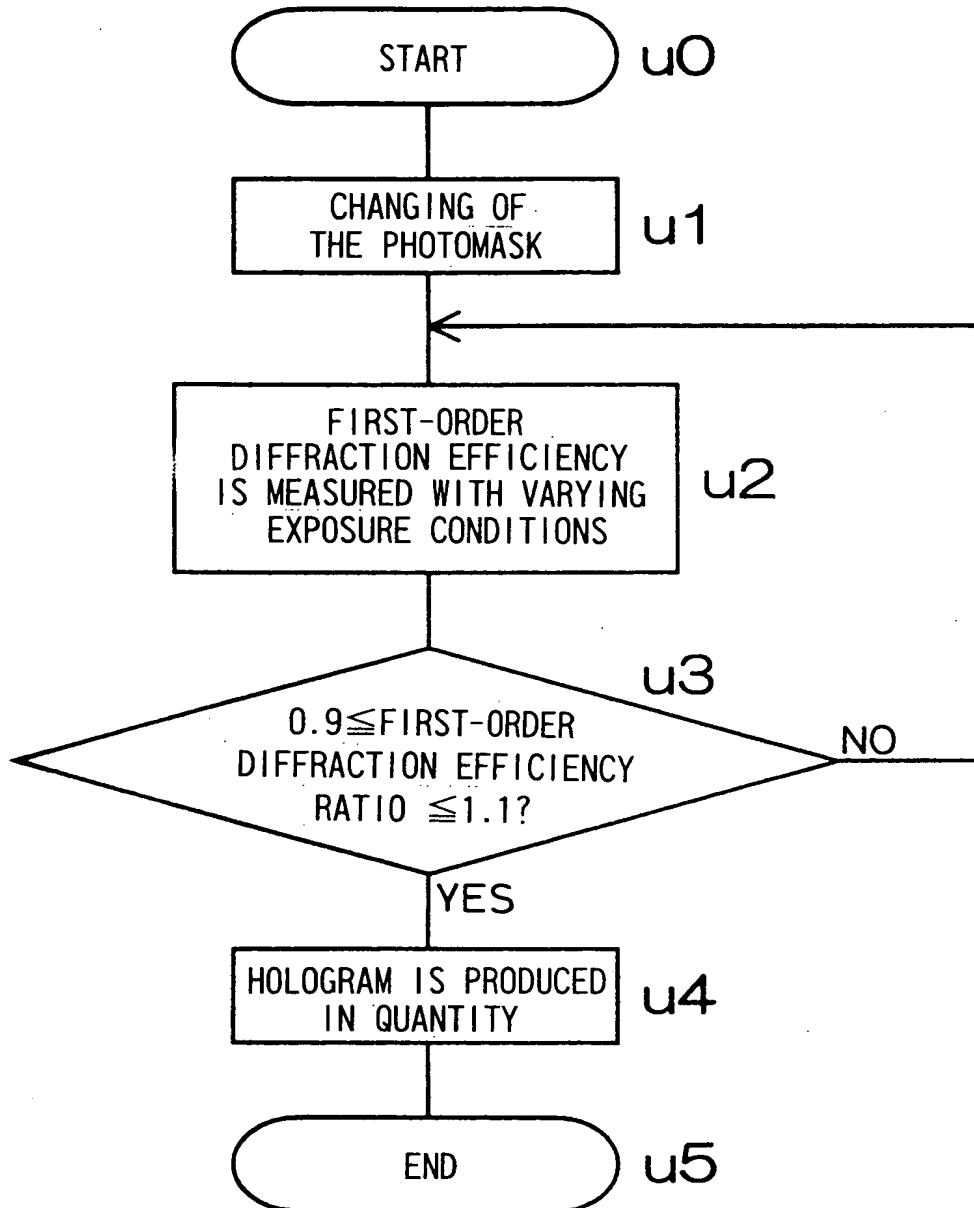 START
u0
CHANGING OF
THE PHOTOMASK
u1
FIRST-ORDER
DIFFRACTION EFFICIENCY
IS MEASURED WITH VARYING
EXPOSURE CONDITIONS
u2
u3
0.9≦FIRST-ORDER
DIFFRACTION EFFICIENCY
RATIO ≦1.1?
NO
YES
HOLOGRAM IS PRODUCED
IN QUANTITY
u4
END
u5